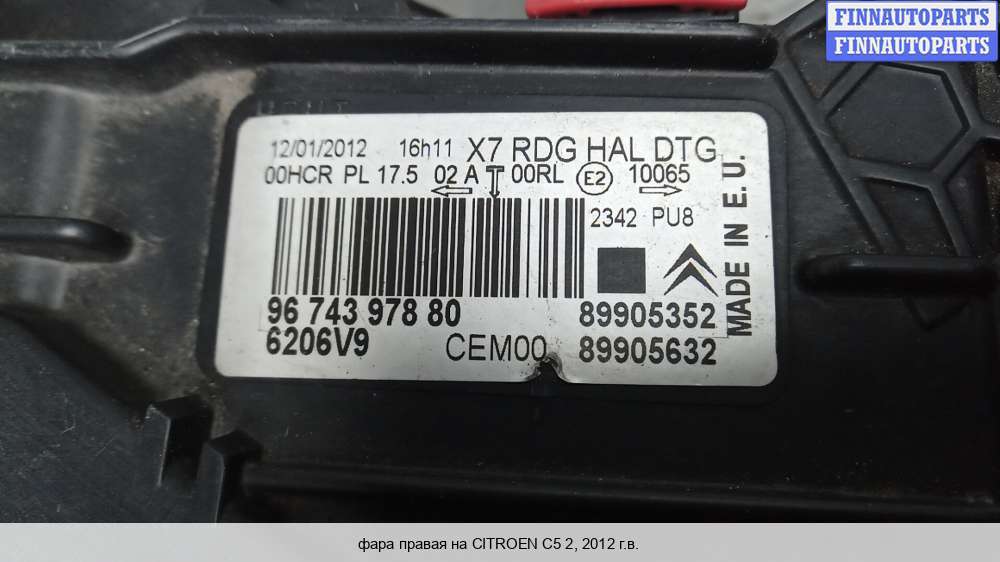 FINNAUTOPARTS
FINNAUTOPARTS
12/01/2012 16h11 X7 RDG HAL DTG
00HCR PL 17.5 02 A 00RL E2 10065
2342 PU8
MADE IN E.U.
96 743 978 80 89905352
6206V9 CEM00 89905632
фара правая на CITROEN C5 2, 2012 г.в.